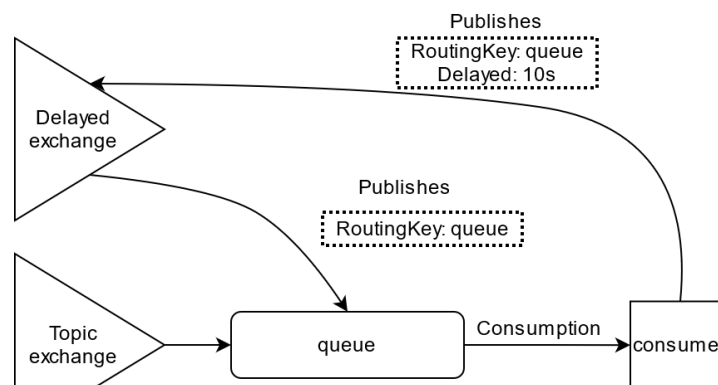 Publishes
RoutingKey: queue
Delayed: 10s
Delayed
exchange
Publishes
RoutingKey: queue
Topic
exchange
queue
Consumption
consume